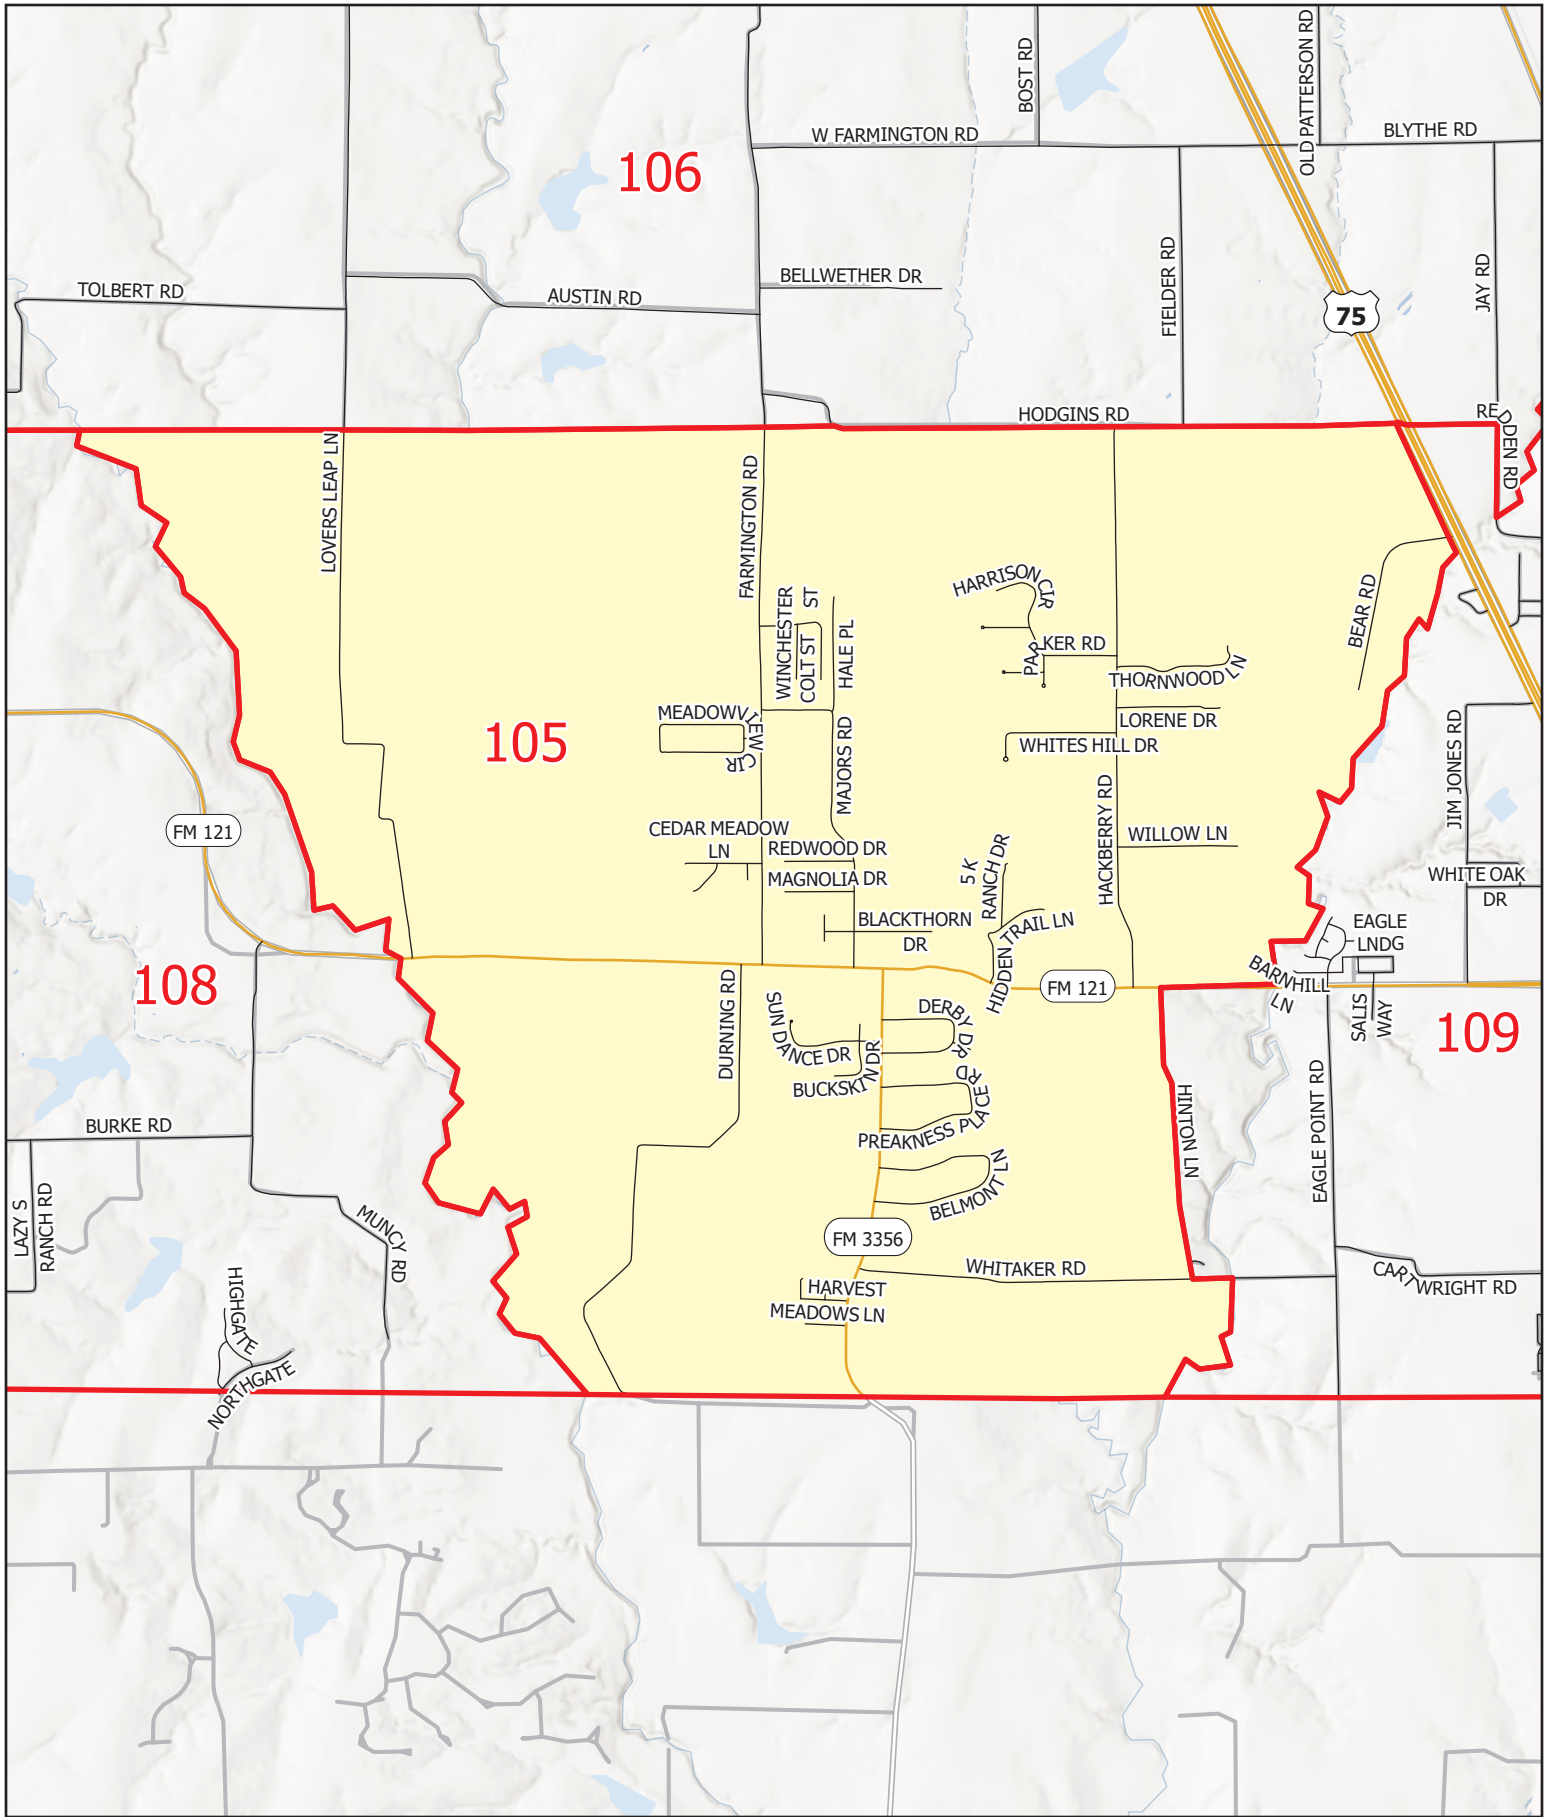 BOST RD
OLD PATTERSON RD
W FARMINGTON RD
BLYTHE RD
106
TOLBERT RD
AUSTIN RD
BELLWETHER DR
FIELDER RD
JAY RD
75
HODGINS RD
REDDEN RD
LOVERS LEAP LN
FARMINGTON RD
WINCHESTER
ST
COLT ST
HALE PL
HARRISON CIR
PARKER RD
BEAR RD
THORNWOOD LN
MEADOWVIEW CIR
105
MAJORS RD
LORENE DR
WHITES HILL DR
JIM JONES RD
FM 121
CEDAR MEADOW
LN
REDWOOD DR
MAGNOLIA DR
5 K
RANCH DR
HACKBERRY RD
WILLOW LN
WHITE OAK
DR
BLACKTHORN
DR
HIDDEN TRAIL LN
EAGLE
LNDG
108
DURNING RD
FM 121
BARNHILL
LN
SALIS
WAY
109
SUN DANCE DR
BUCKSKIN DR
DERBY DR
PREAKNESS PLACE RD
BURKE RD
HINTON LN
EAGLE POINT RD
BELMONT LN
LAZY S
RANCH RD
MUNCY RD
FM 3356
WHITAKER RD
CARTWRIGHT RD
HARVEST
MEADOWS LN
HIGHGATE
NORTHGATE